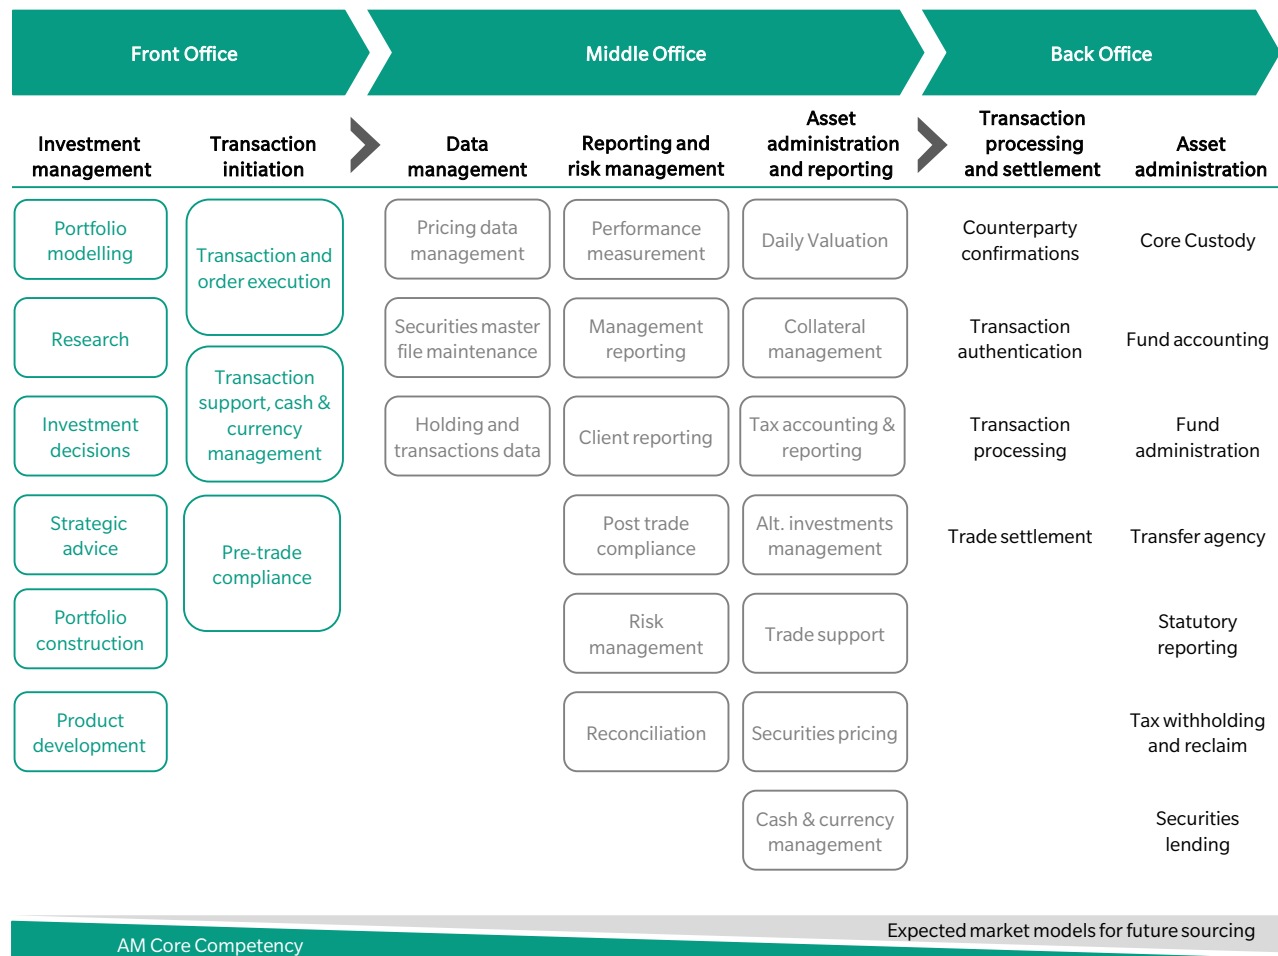 Front Office
Middle Office
Back Office
Investment
management
Transaction
initiation
Data
management
Reporting and
risk management
Asset
administration
and reporting
Transaction
processing
and settlement
Asset
administration
Portfolio
modelling
Research
Investment
decisions
Strategic
advice
Portfolio
construction
Product
development
Transaction and
order execution
Transaction
support, cash &
currency
management
Pre-trade
compliance
Pricing data
management
Securities master
file maintenance
Holding and
transactions data
Performance
measurement
Management
reporting
Client reporting
Post trade
compliance
Risk
management
Reconciliation
Daily Valuation
Collateral
management
Tax accounting &
reporting
Alt. investments
management
Trade support
Securities pricing
Cash & currency
management
Counterparty
confirmations
Transaction
authentication
Transaction
processing
Trade settlement
Core Custody
Fund accounting
Fund
administration
Transfer agency
Statutory
reporting
Tax withholding
and reclaim
Securities
lending
Expected market models for future sourcing
AM Core Competency